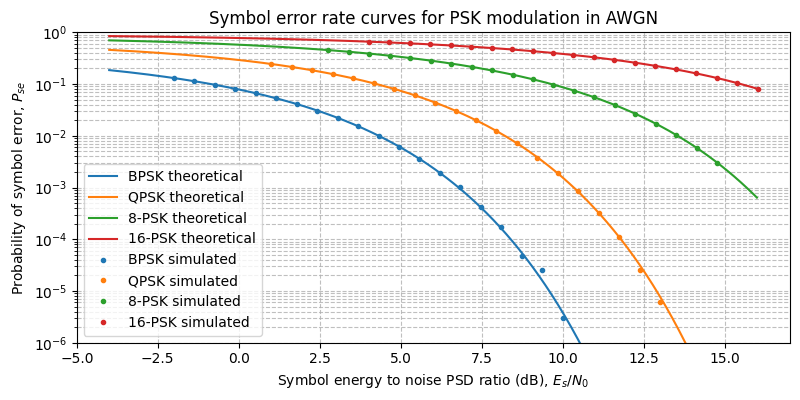 Symbol error rate curves for PSK modulation in AWGN
Probability of symbol error, $P_{se}$
10⁰
10⁻¹
10⁻²
10⁻³
10⁻⁴
10⁻⁵
10⁻⁶
BPSK theoretical
QPSK theoretical
8-PSK theoretical
16-PSK theoretical
BPSK simulated
QPSK simulated
8-PSK simulated
16-PSK simulated
−5.0 −2.5 0.0 2.5 5.0 7.5 10.0 12.5 15.0
Symbol energy to noise PSD ratio (dB), $E_s/N_0$